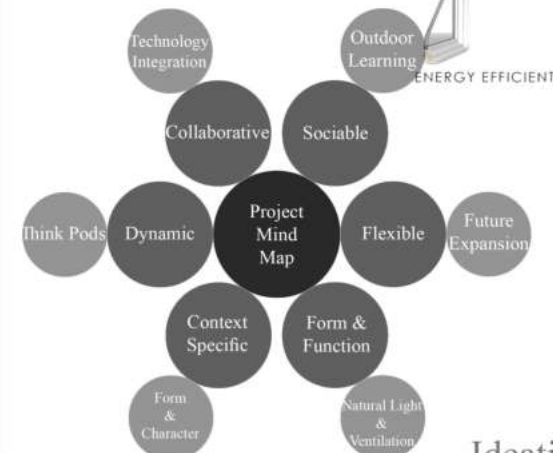 Technology
Integration
Outdoor
Learning
ENERGY EFFICIENT
Collaborative
Sociable
Think Pods
Dynamic
Project
Mind
Map
Flexible
Future
Expansion
Context
Specific
Form &
Function
Form
&
Character
Natural Light
&
Ventilation